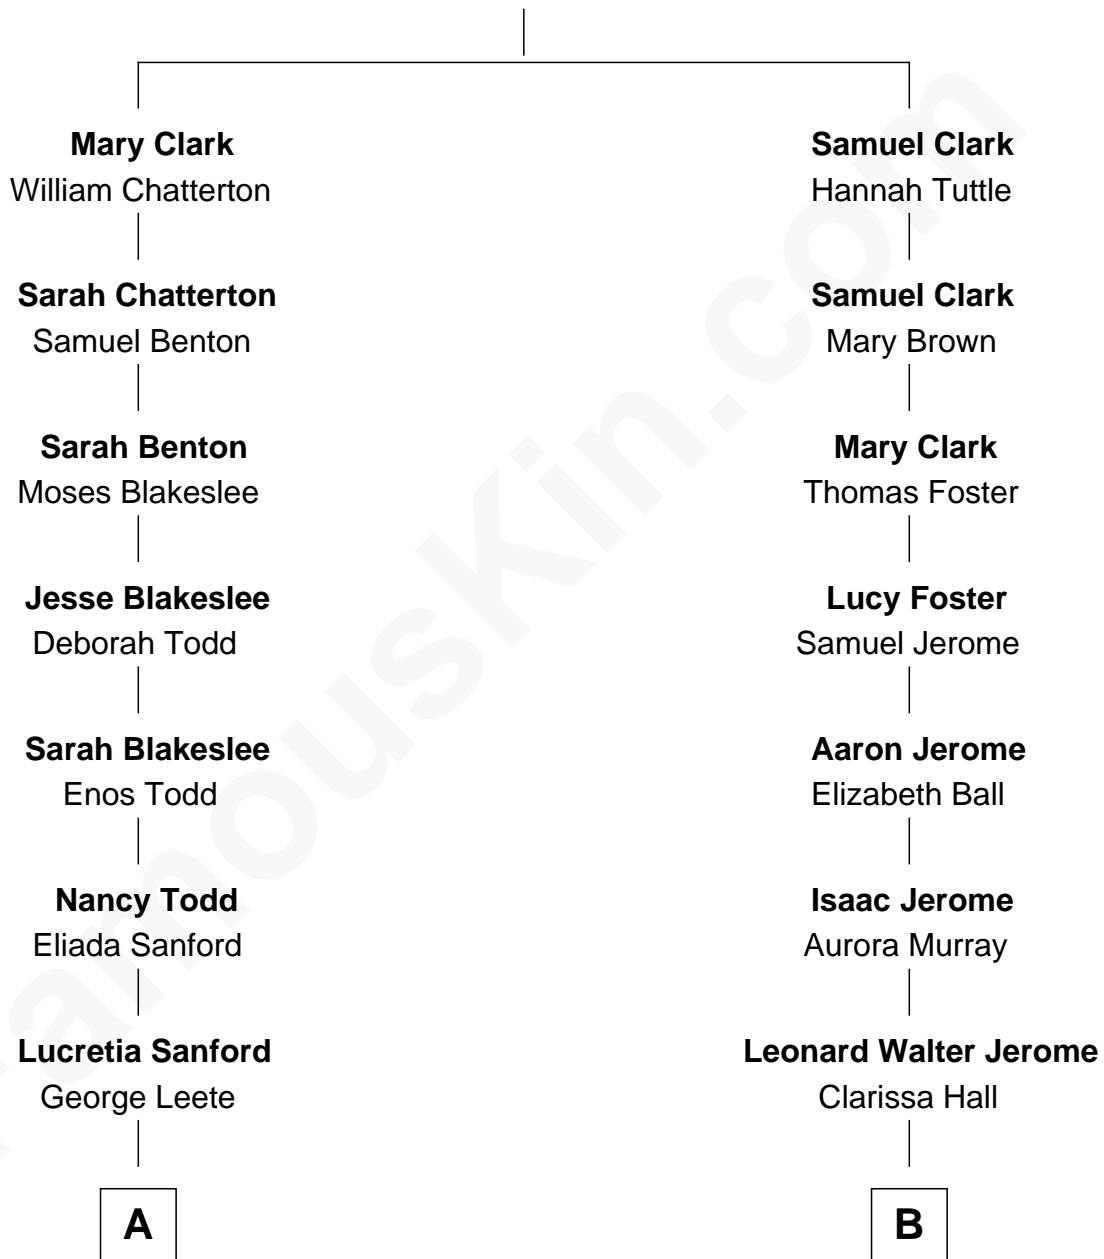 Mary Clark
William Chatterton
Sarah Chatterton
Samuel Benton
Sarah Benton
Moses Blakeslee
Jesse Blakeslee
Deborah Todd
Sarah Blakeslee
Enos Todd
Nancy Todd
Eliada Sanford
Lucretia Sanford
George Leete
A
Samuel Clark
Hannah Tuttle
Samuel Clark
Mary Brown
Mary Clark
Thomas Foster
Lucy Foster
Samuel Jerome
Aaron Jerome
Elizabeth Ball
Isaac Jerome
Aurora Murray
Leonard Walter Jerome
Clarissa Hall
B
FamousKin.com